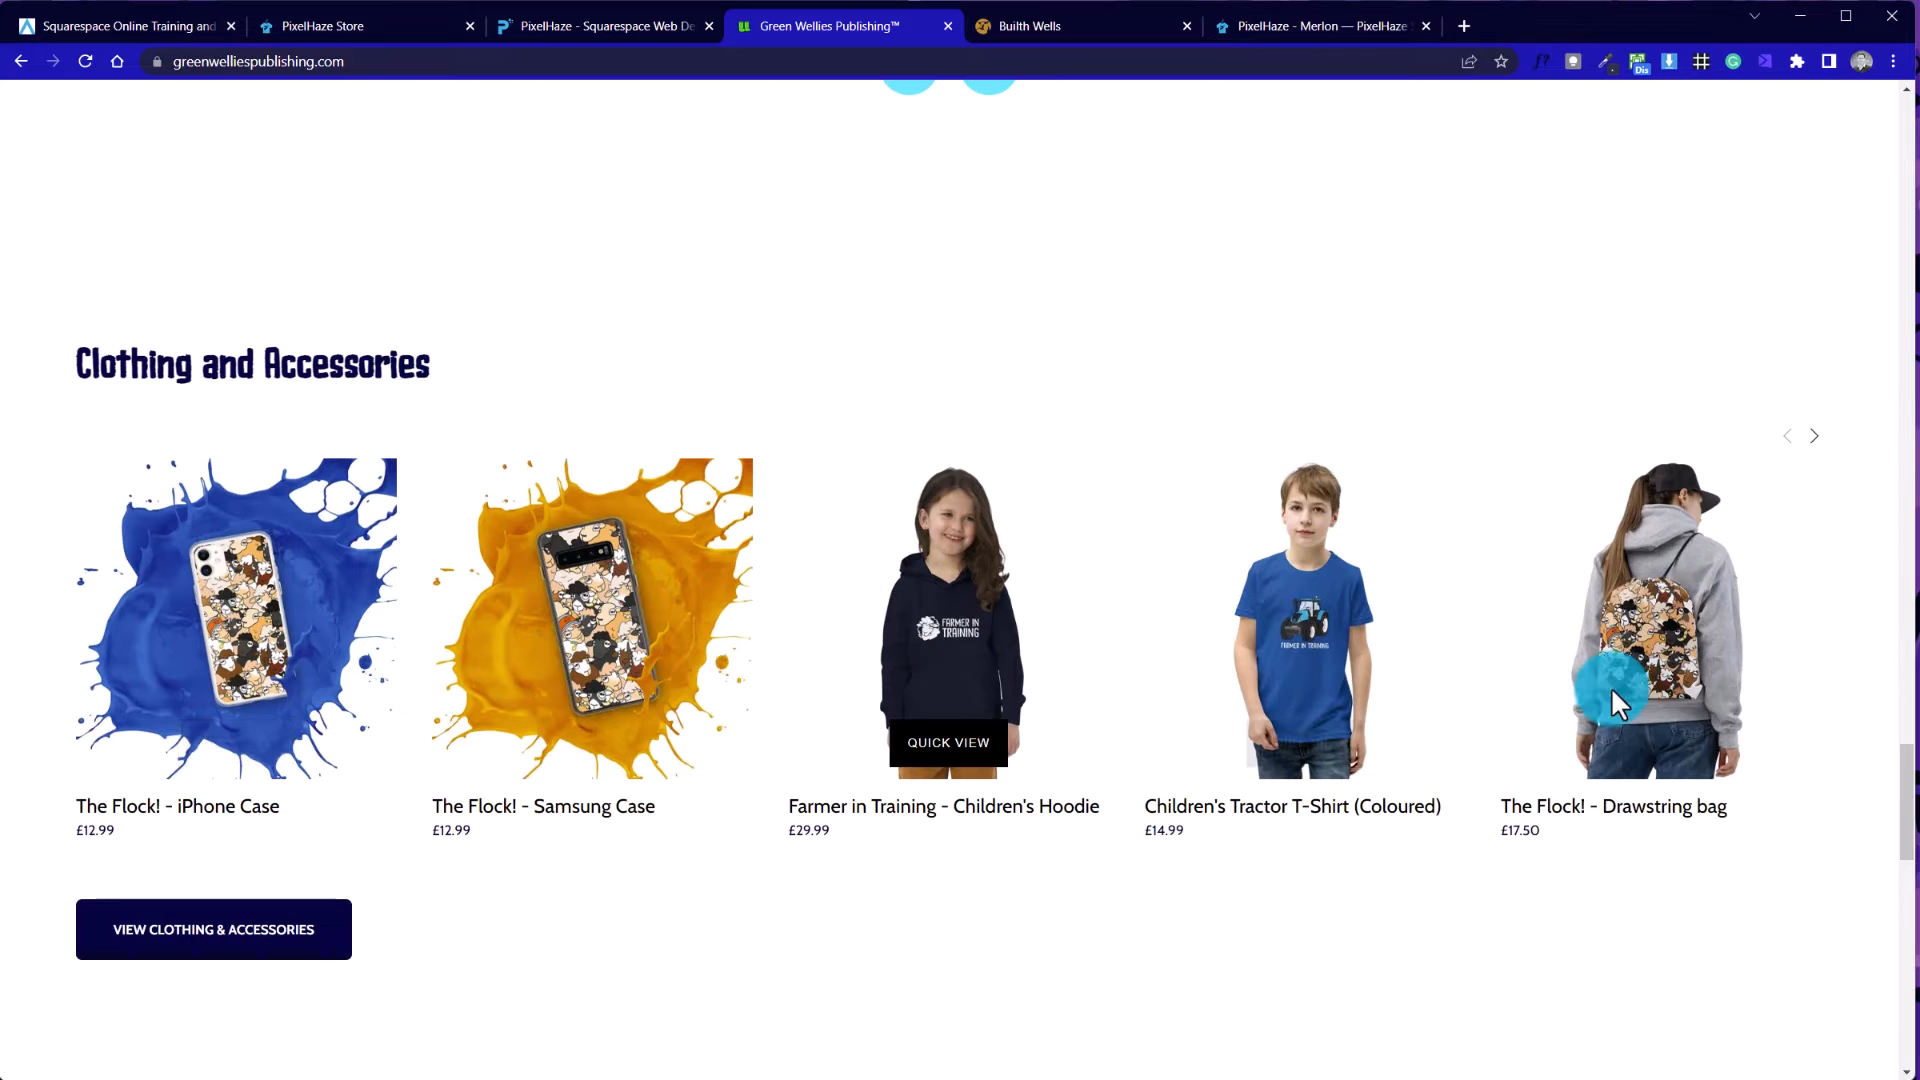 Squarespace Online Training and
PixelHaze Store
PixelHaze - Squarespace Web De
Green Wellies Publishing™
Builth Wells
PixelHaze - Merlon — PixelHaze
greenwelliespublishing.com
f?
Dis
Clothing and Accessories
FARMER IN
TRAINING
FARMER IN TRAINING
QUICK VIEW
The Flock! - iPhone Case
£12.99
The Flock! - Samsung Case
£12.99
Farmer in Training - Children's Hoodie
£29.99
Children's Tractor T-Shirt (Coloured)
£14.99
The Flock! - Drawstring bag
£17.50
VIEW CLOTHING & ACCESSORIES